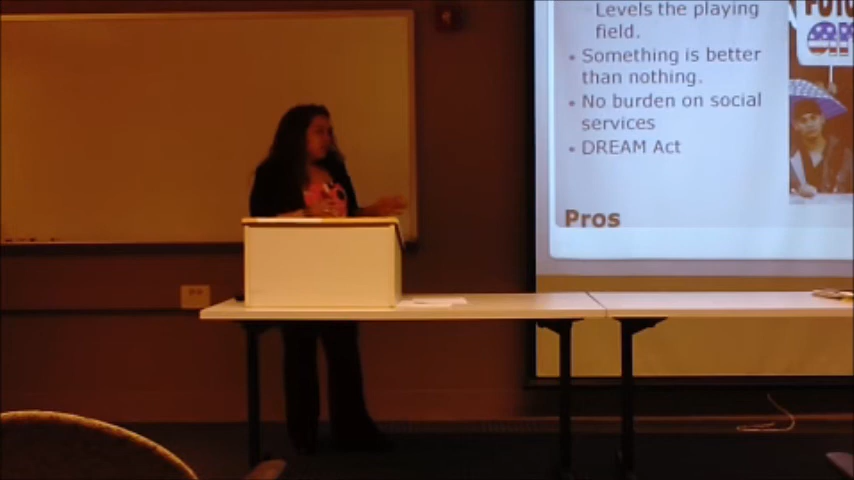 Levels the playing
field.
• Something is better
than nothing.
• No burden on social
services
• DREAM Act
Pros